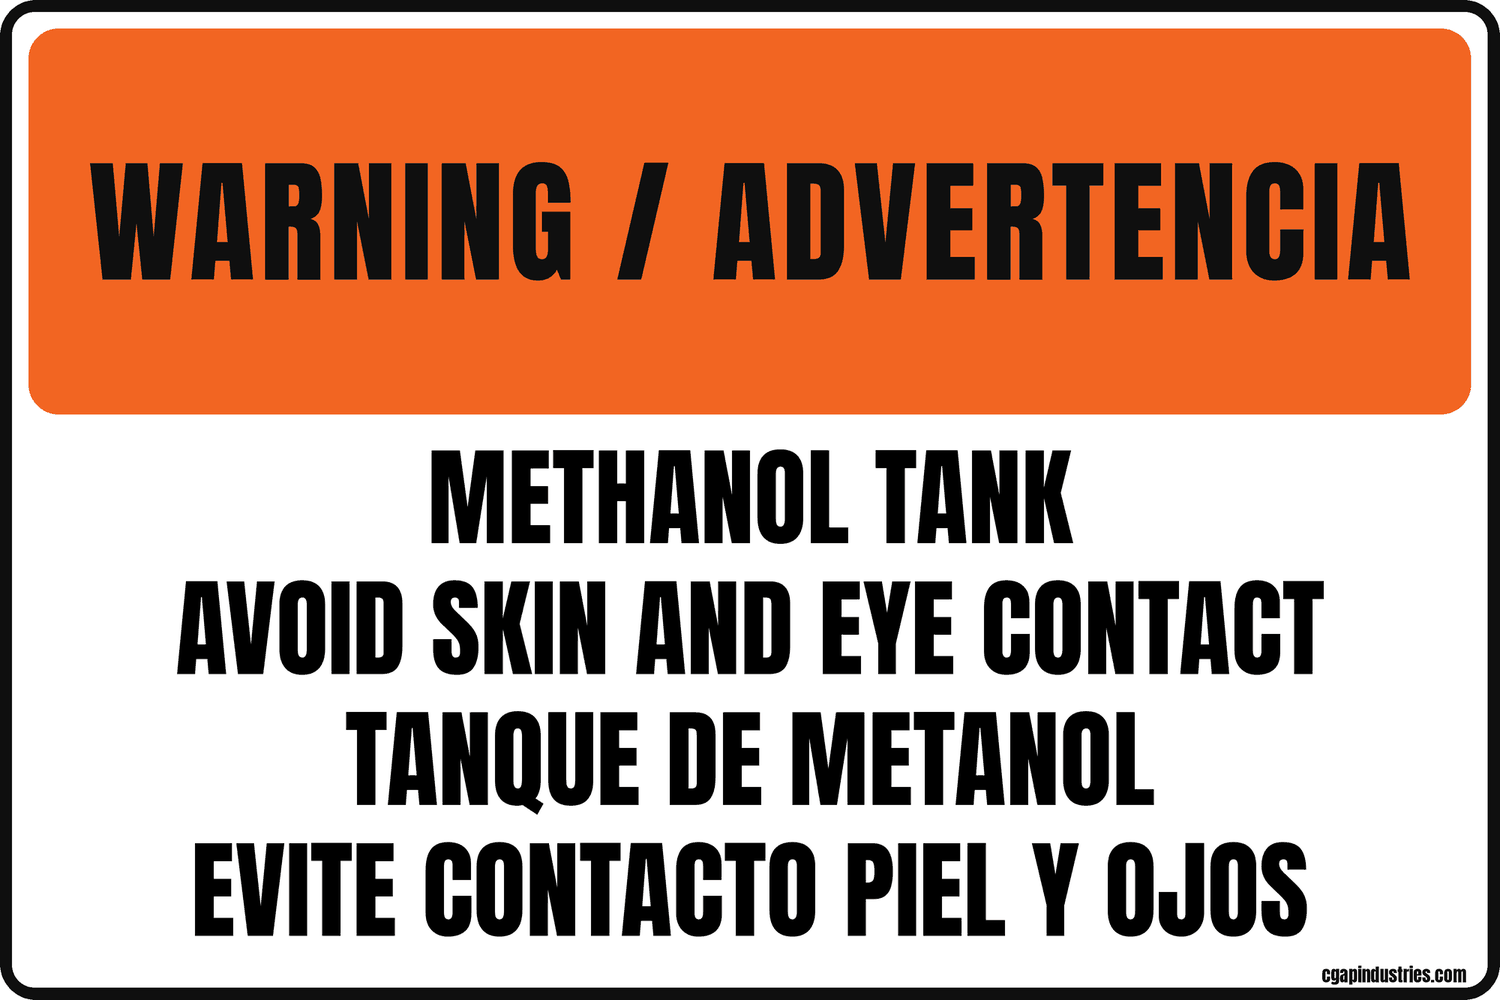 WARNING / ADVERTENCIA
METHANOL TANK
AVOID SKIN AND EYE CONTACT
TANQUE DE METANOL
EVITE CONTACTO PIEL Y OJOS
cgapindustries.com